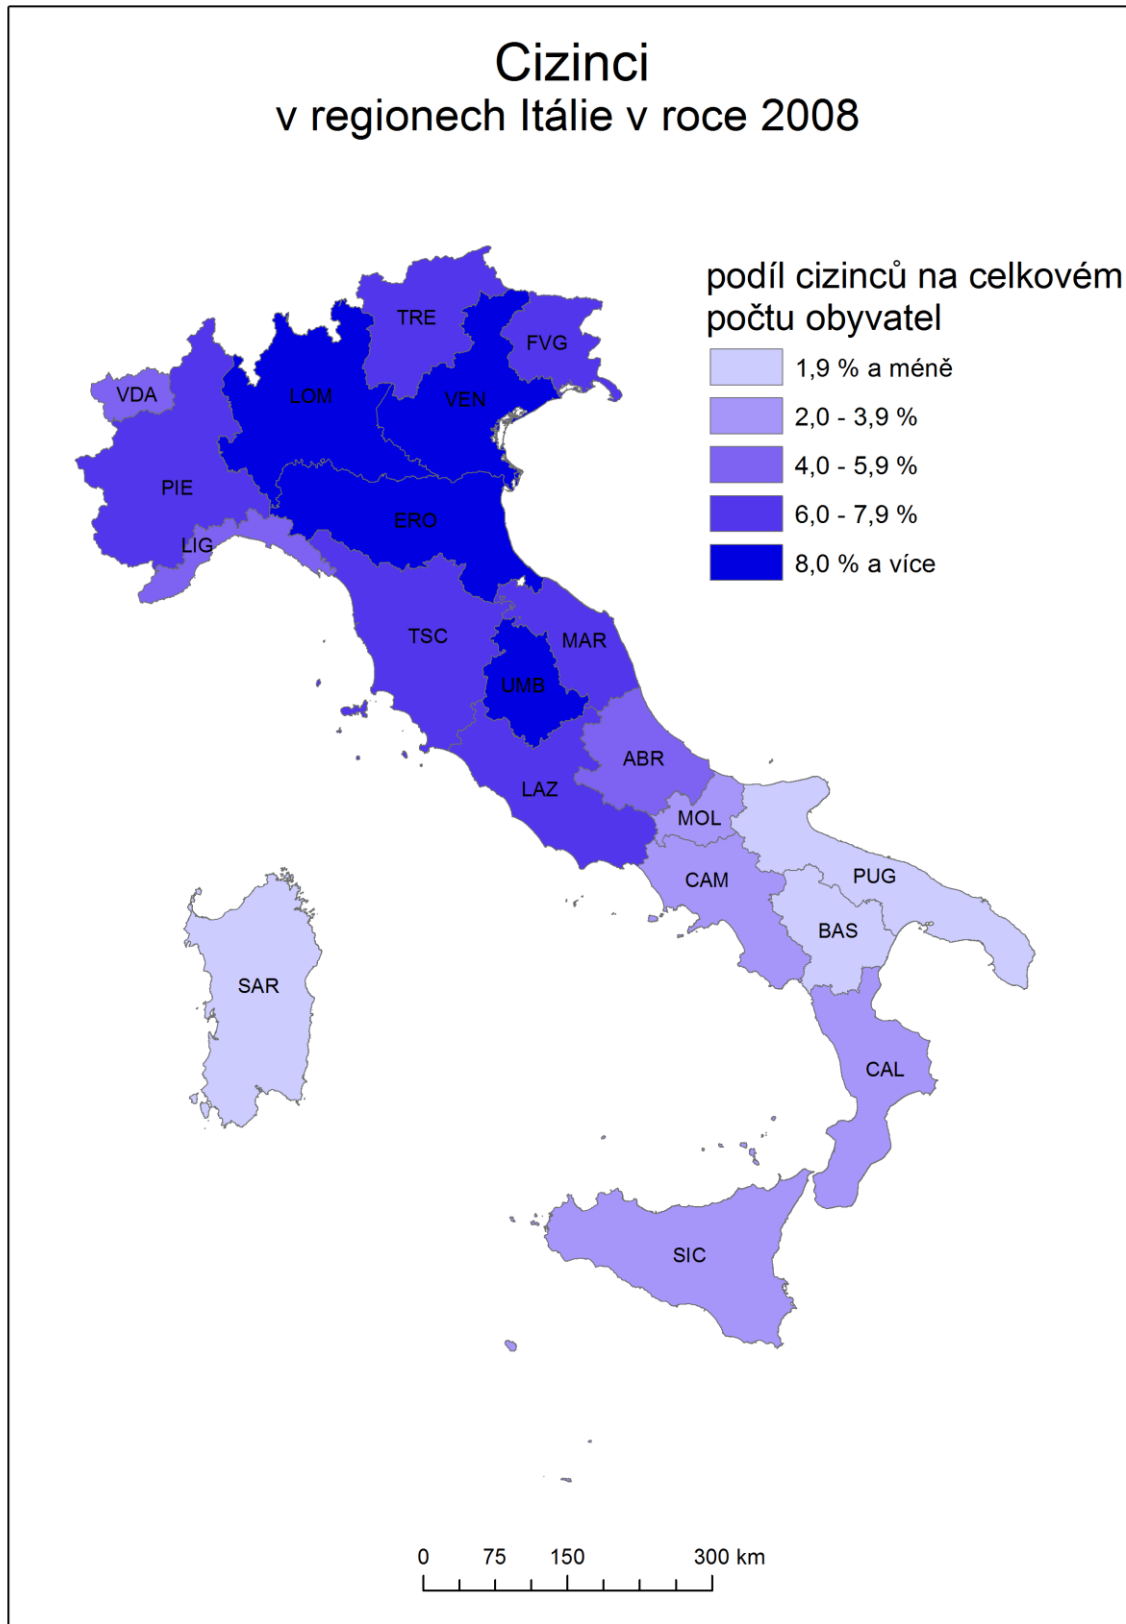 Cizinci
v regionech Itálie v roce 2008
podíl cizinců na celkovém
počtu obyvatel
1,9 % a méně
2,0 - 3,9 %
4,0 - 5,9 %
6,0 - 7,9 %
8,0 % a více
TRE
FVG
VDA
LOM
VEN
PIE
ERO
LIG
TSC
MAR
UMB
ABR
LAZ
MOL
CAM
PUG
BAS
SAR
CAL
SIC
0 75 150 300 km